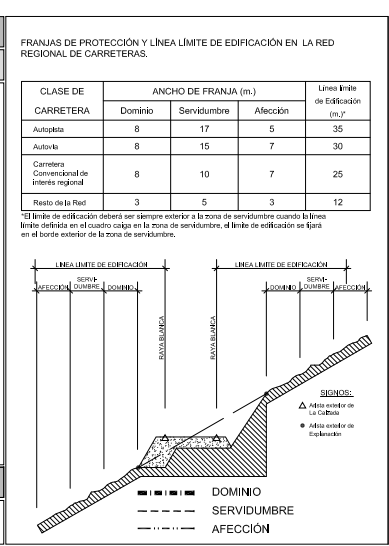 FRANJAS DE PROTECCIÓN Y LÍNEA LÍMITE DE EDIFICACIÓN EN LA RED
REGIONAL DE CARRETERAS.
CLASE DE CARRETERA
ANCHO DE FRANJA (m.)
Línea límite de Edificación (m.)*
Dominio Servidumbre Afección
Autopista 8 17 5 35
Autovía 8 15 7 30
Carretera Convencional de interés regional 8 10 7 25
Resto de la Red 3 5 3 12
*El límite de edificación deberá ser siempre exterior a la zona de servidumbre cuando la línea
límite definida en el cuadro caiga en la zona de servidumbre, el límite de edificación se fijará
en el borde exterior de la zona de servidumbre.
LINEA LIMITE DE EDIFICACIÓN LINEA LIMITE DE EDIFICACIÓN
AFECCIÓN SERVI-DUMBRE DOMINIO DOMINIO SERVI-DUMBRE AFECCIÓN
RAYA BLANCA RAYA BLANCA
SIGNOS:
Arista exterior de
La Calzada
Arista exterior de
Explanación
DOMINIO
SERVIDUMBRE
AFECCIÓN